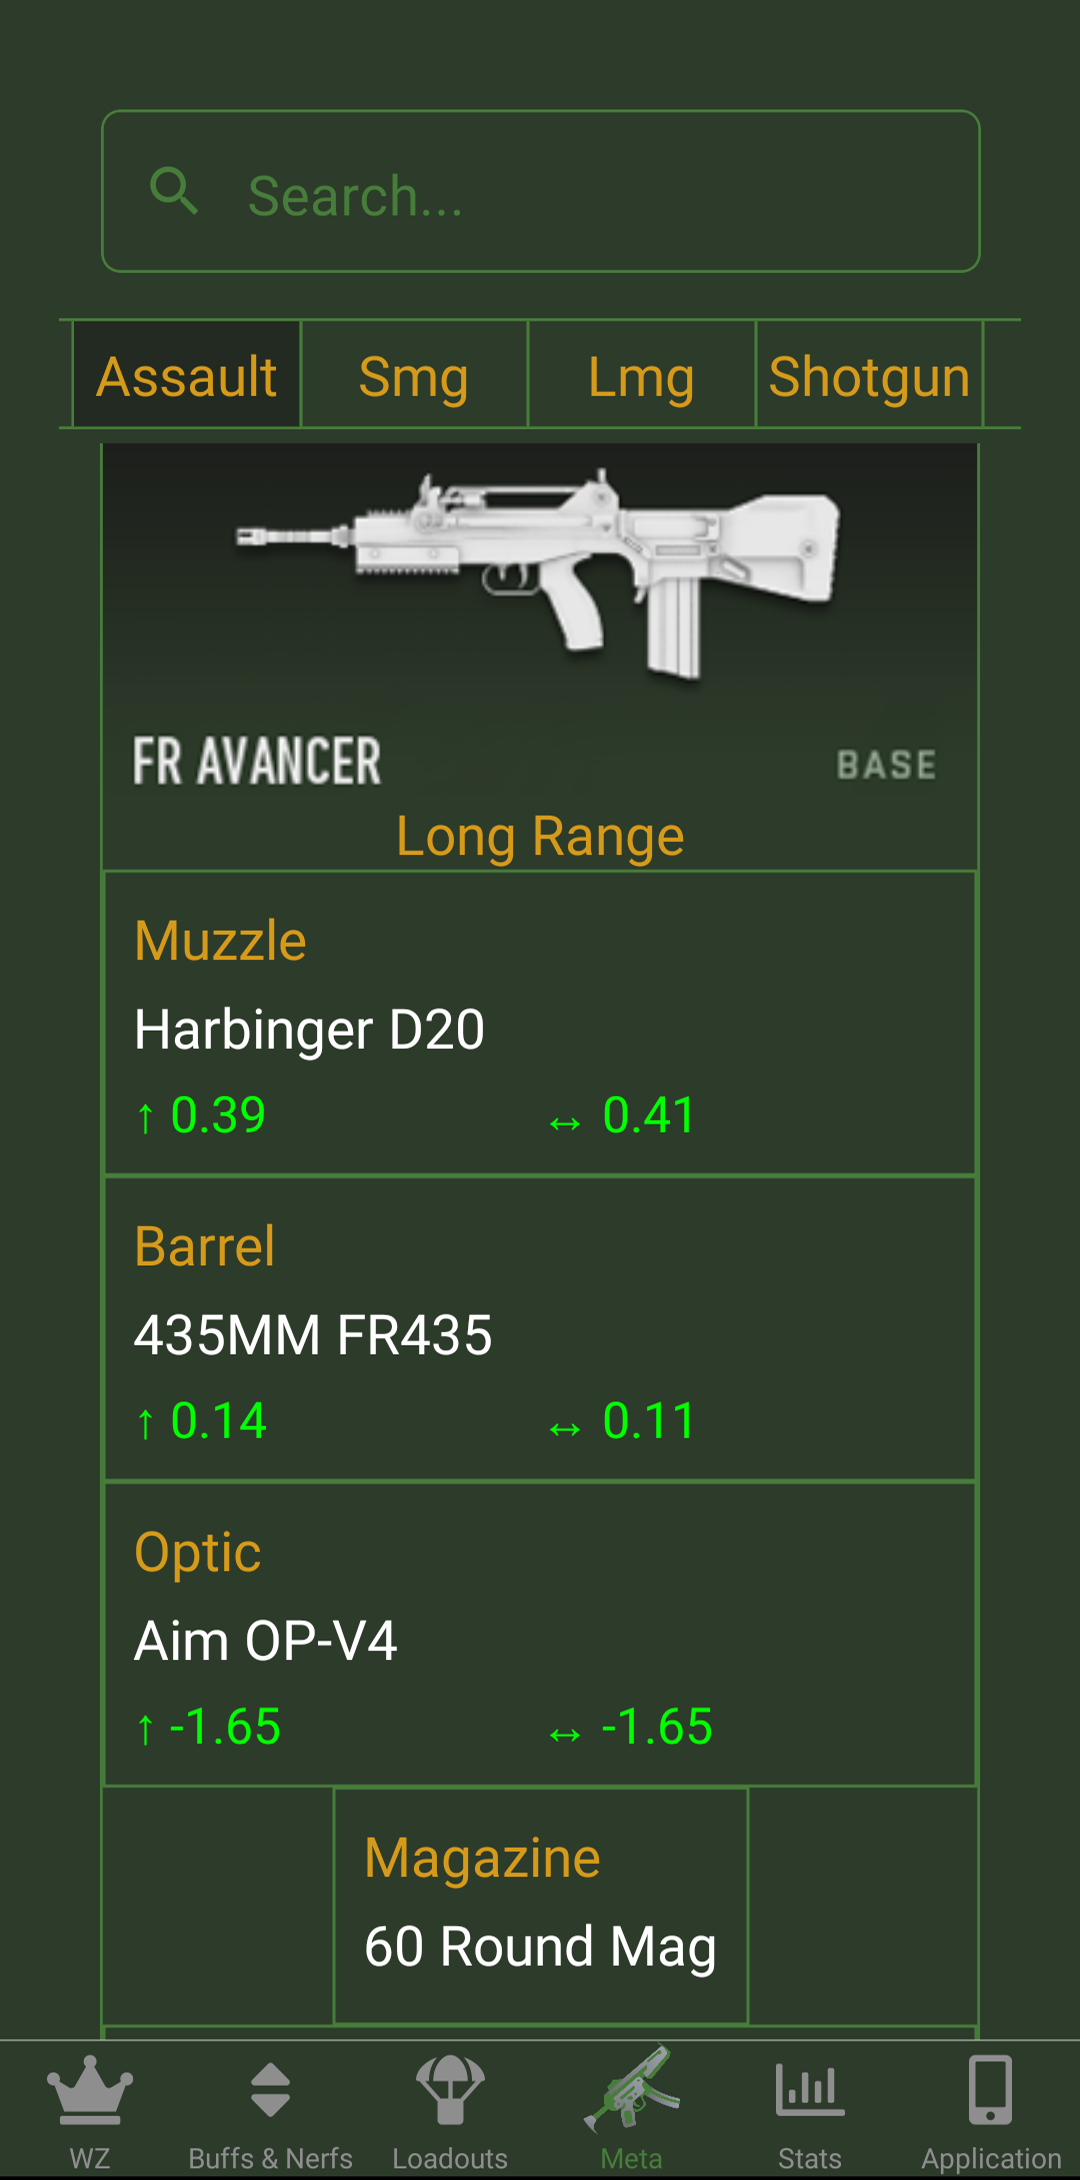 Search...
Assault Smg Lmg Shotgun
FR AVANCER BASE
Long Range
Muzzle
Harbinger D20
↑ 0.39 ↔ 0.41
Barrel
435MM FR435
↑ 0.14 ↔ 0.11
Optic
Aim OP-V4
↑ -1.65 ↔ -1.65
Magazine
60 Round Mag
WZ Buffs & Nerfs Loadouts Meta Stats Application